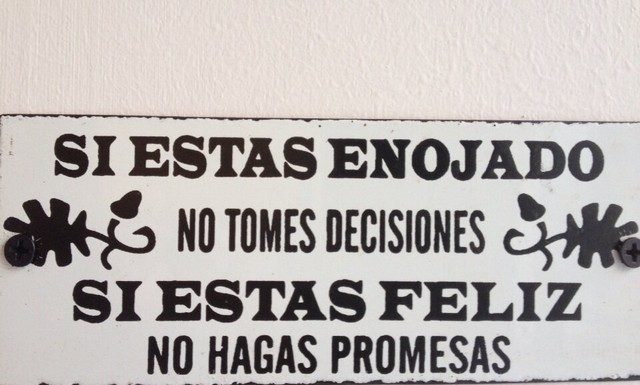 SI ESTAS ENOJADO
NO TOMES DECISIONES
SI ESTAS FELIZ
NO HAGAS PROMESAS